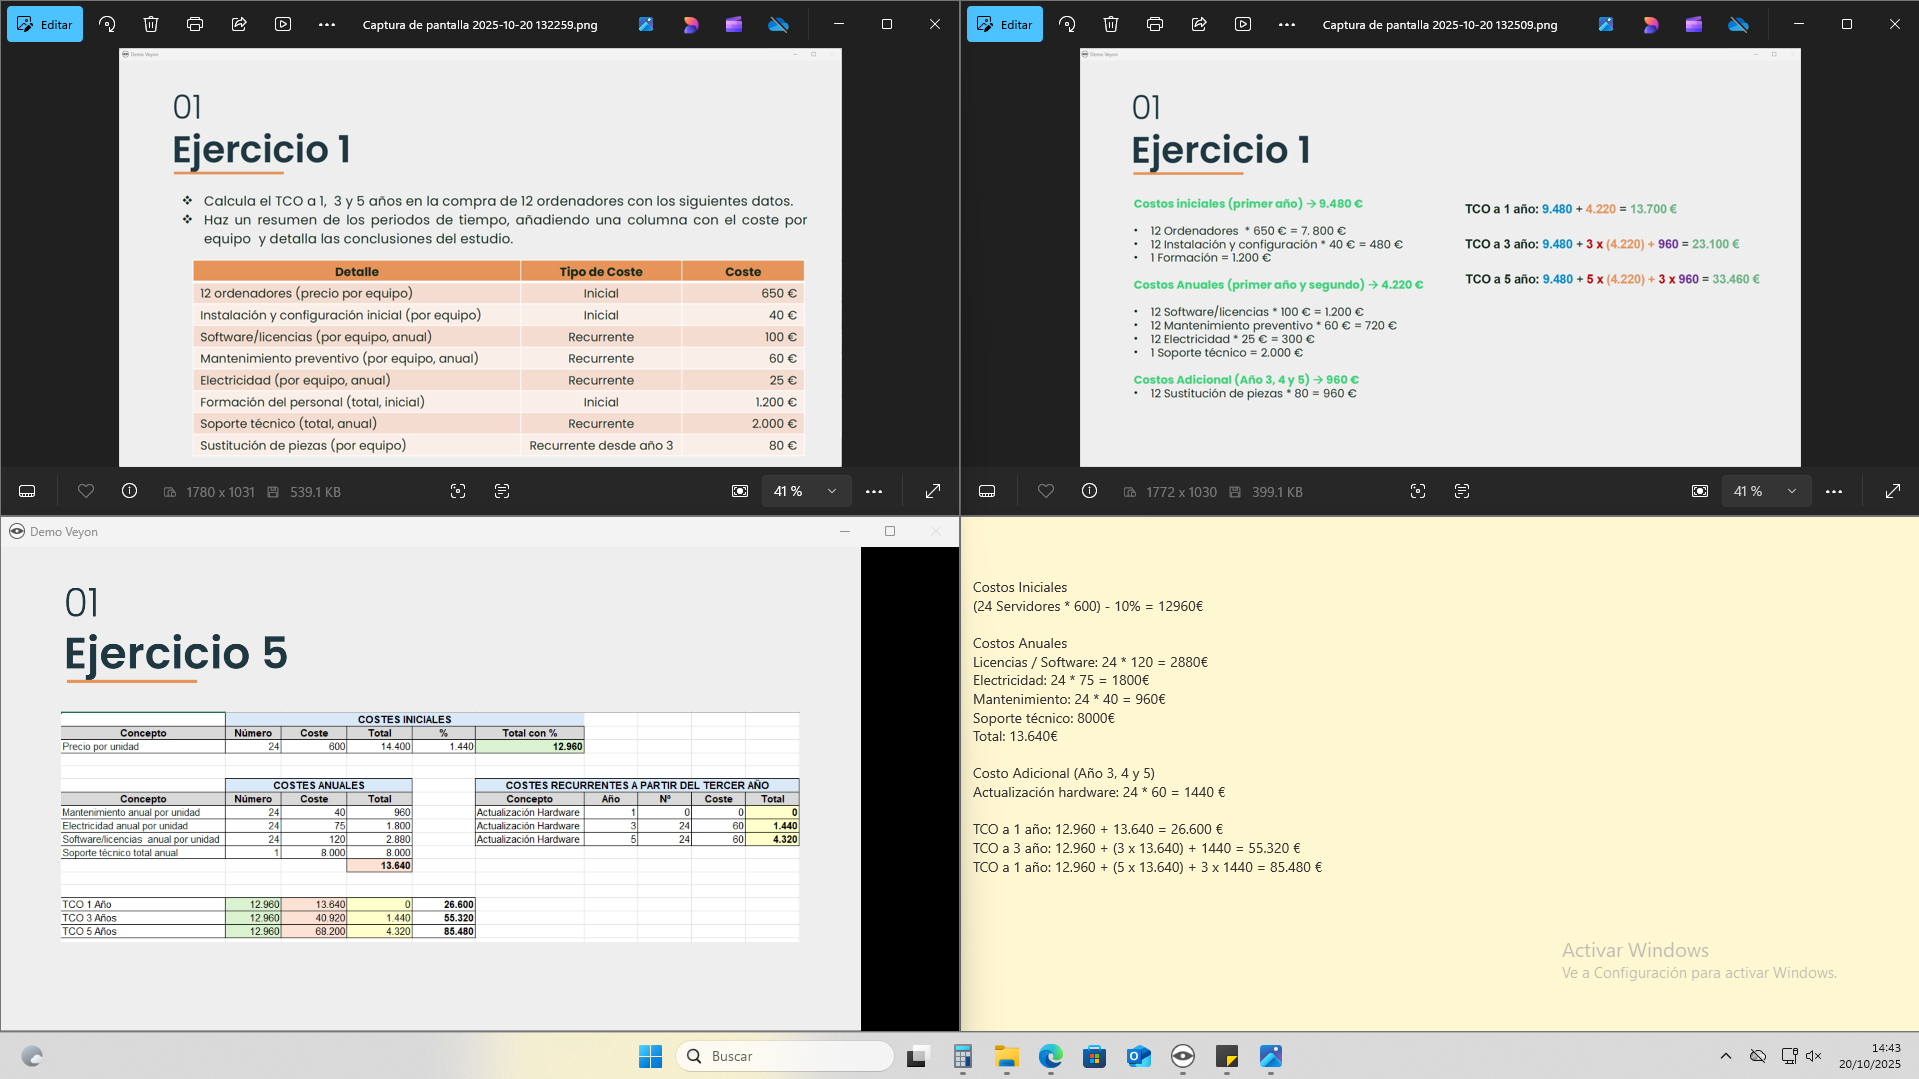 Editar
Captura de pantalla 2025-10-20 132259.png
Demo Veyon
01
Ejercicio 1
❖ Calcula el TCO a 1, 3 y 5 años en la compra de 12 ordenadores con los siguientes datos.
❖ Haz un resumen de los periodos de tiempo, añadiendo una columna con el coste por
equipo y detalla las conclusiones del estudio.
Detalle Tipo de Coste Coste
12 ordenadores (precio por equipo) Inicial 650 €
Instalación y configuración inicial (por equipo) Inicial 40 €
Software/licencias (por equipo, anual) Recurrente 100 €
Mantenimiento preventivo (por equipo, anual) Recurrente 60 €
Electricidad (por equipo, anual) Recurrente 25 €
Formación del personal (total, inicial) Inicial 1.200 €
Soporte técnico (total, anual) Recurrente 2.000 €
Sustitución de piezas (por equipo) Recurrente desde año 3 80 €
1780 x 1031 539.1 KB
41 %
Editar
Captura de pantalla 2025-10-20 132509.png
Demo Veyon
01
Ejercicio 1
Costos iniciales (primer año) → 9.480 €
• 12 Ordenadores * 650 € = 7. 800 €
• 12 Instalación y configuración * 40 € = 480 €
• 1 Formación = 1.200 €
Costos Anuales (primer año y segundo) → 4.220 €
• 12 Software/licencias * 100 € = 1.200 €
• 12 Mantenimiento preventivo * 60 € = 720 €
• 12 Electricidad * 25 € = 300 €
• 1 Soporte técnico = 2.000 €
Costos Adicional (Año 3, 4 y 5) → 960 €
• 12 Sustitución de piezas * 80 = 960 €
TCO a 1 año: 9.480 + 4.220 = 13.700 €
TCO a 3 año: 9.480 + 3 x (4.220) + 960 = 23.100 €
TCO a 5 año: 9.480 + 5 x (4.220) + 3 x 960 = 33.460 €
1772 x 1030 399.1 KB
41 %
Demo Veyon
01
Ejercicio 5
COSTES INICIALES
Concepto Número Coste Total % Total con %
Precio por unidad 24 600 14.400 1.440 12.960
COSTES ANUALES
Concepto Número Coste Total
Mantenimiento anual por unidad 24 40 960
Electricidad anual por unidad 24 75 1.800
Software/licencias anual por unidad 24 120 2.880
Soporte técnico total anual 1 8.000 8.000
13.640
COSTES RECURRENTES A PARTIR DEL TERCER AÑO
Concepto Año Nº Coste Total
Actualización Hardware 1 0 0 0
Actualización Hardware 3 24 60 1.440
Actualización Hardware 5 24 60 4.320
TCO 1 Año 12.960 13.640 0 26.600
TCO 3 Años 12.960 40.920 1.440 55.320
TCO 5 Años 12.960 68.200 4.320 85.480
Costos Iniciales
(24 Servidores * 600) - 10% = 12960€
Costos Anuales
Licencias / Software: 24 * 120 = 2880€
Electricidad: 24 * 75 = 1800€
Mantenimiento: 24 * 40 = 960€
Soporte técnico: 8000€
Total: 13.640€
Costo Adicional (Año 3, 4 y 5)
Actualización hardware: 24 * 60 = 1440 €
TCO a 1 año: 12.960 + 13.640 = 26.600 €
TCO a 3 año: 12.960 + (3 x 13.640) + 1440 = 55.320 €
TCO a 1 año: 12.960 + (5 x 13.640) + 3 x 1440 = 85.480 €
Activar Windows
Ve a Configuración para activar Windows.
Buscar
14:43
20/10/2025